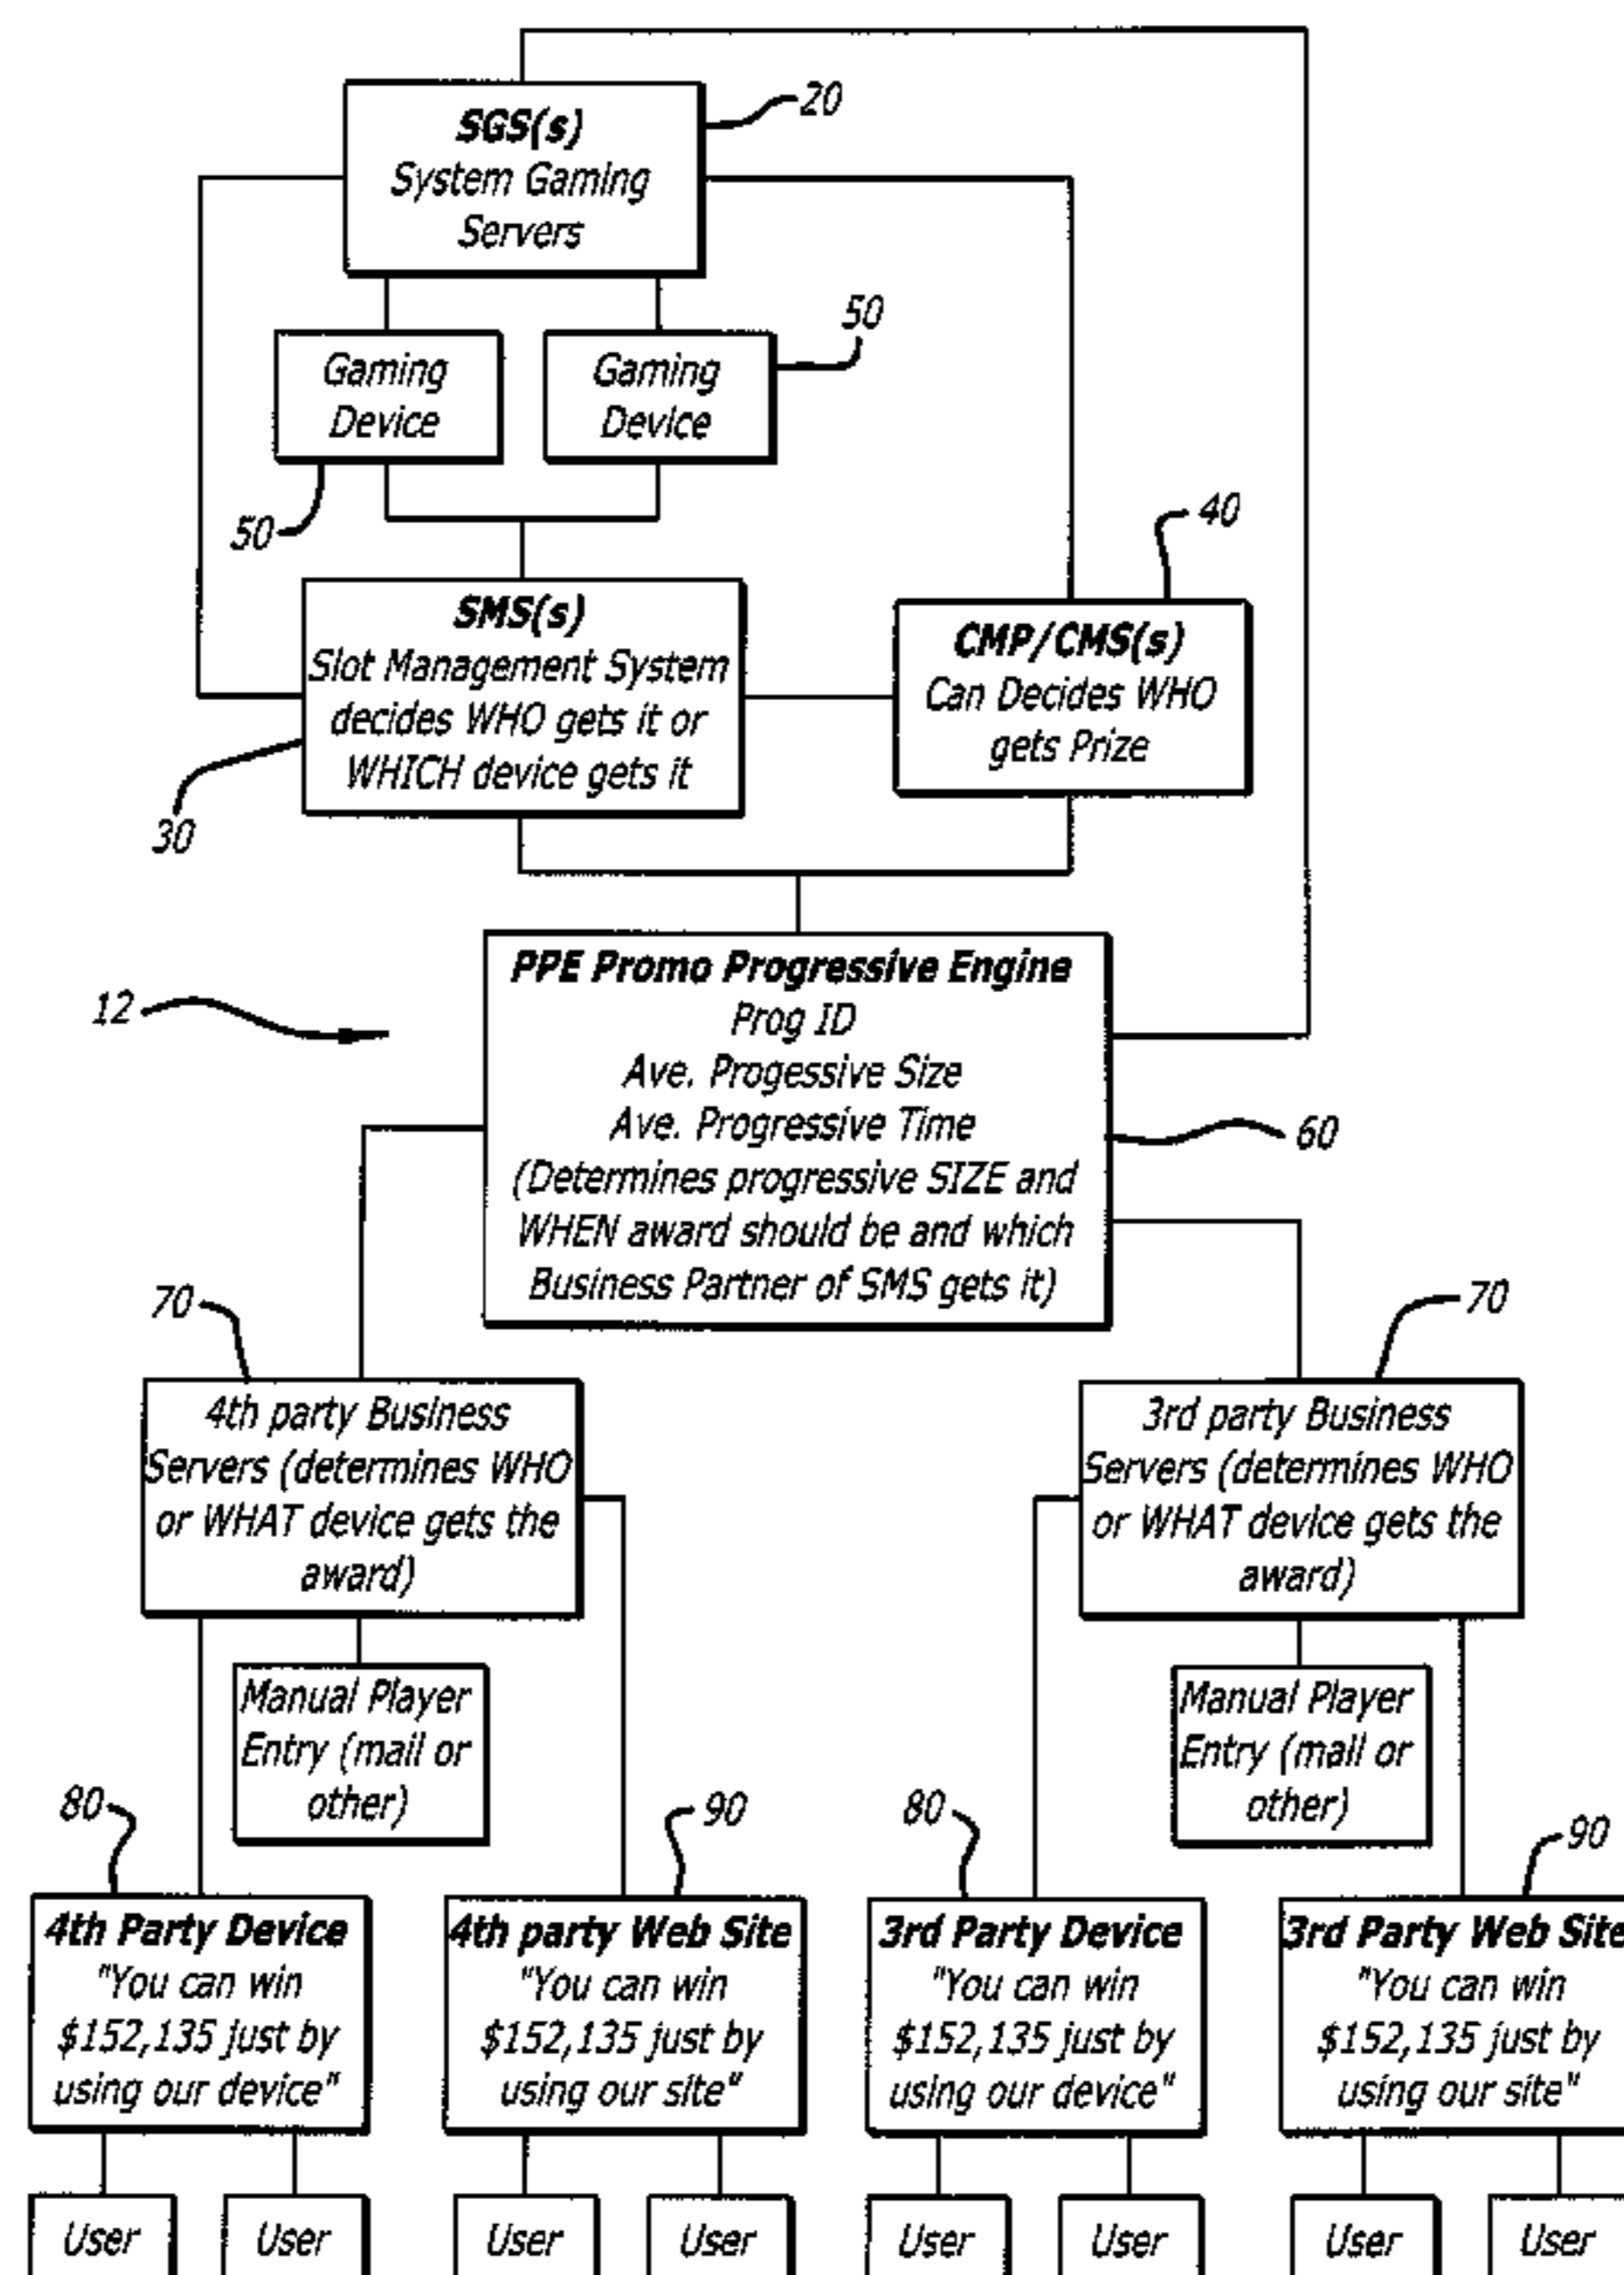 20
SGS(s)
System Gaming
Servers
50
Gaming
Device
Gaming
Device
50
40
SMS(s)
Slot Management System
decides WHO gets it or
WHICH device gets it
CMP/CMS(s)
Can Decides WHO
gets Prize
30
12
PPE Promo Progressive Engine
Prog ID
Ave. Progessive Size
Ave. Progressive Time
(Determines progressive SIZE and
WHEN award should be and which
Business Partner of SMS gets it)
60
70
70
4th party Business
Servers (determines WHO
or WHAT device gets the
award)
3rd party Business
Servers (determines WHO
or WHAT device gets the
award)
Manual Player
Entry (mail or
other)
Manual Player
Entry (mail or
other)
80
90
80
90
4th Party Device
"You can win
$152,135 just by
using our device"
4th party Web Site
"You can win
$152,135 just by
using our site"
3rd Party Device
"You can win
$152,135 just by
using our device"
3rd Party Web Site
"You can win
$152,135 just by
using our site"
User
User
User
User
User
User
User
User